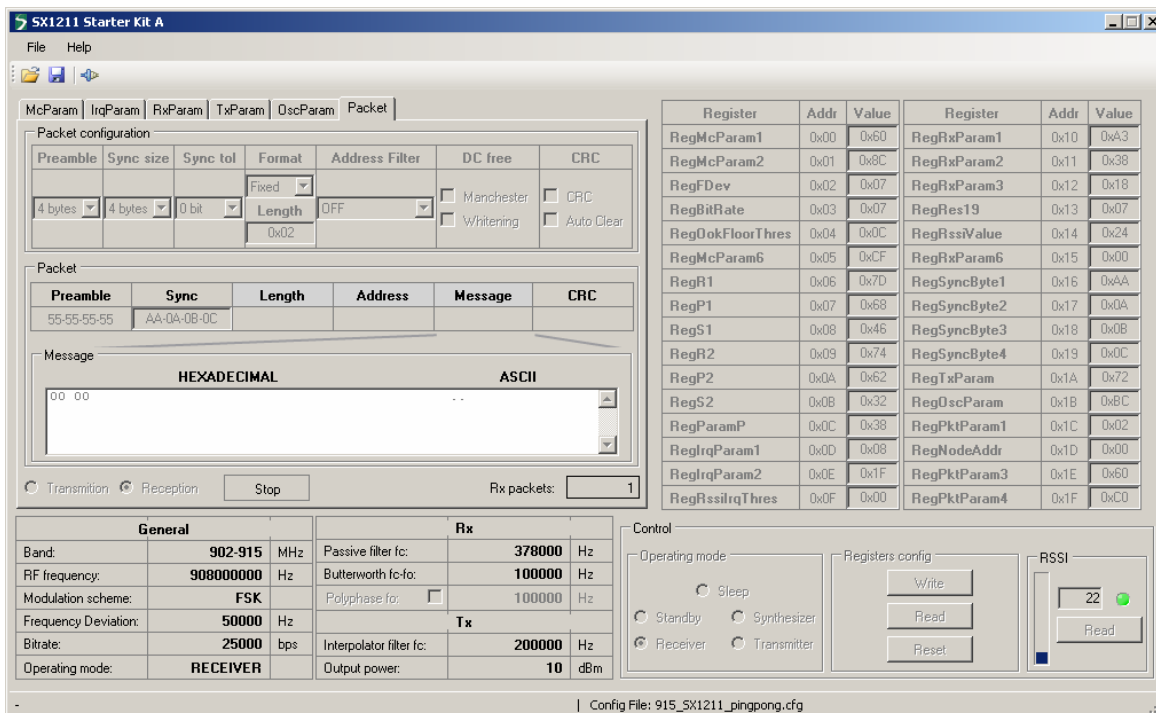 SX1211 Starter Kit A
File Help
McParam IrqParam RxParam TxParam OscParam Packet
Packet configuration
Preamble Sync size Sync tol Format Address Filter DC free CRC
4 bytes 4 bytes 0 bit Fixed OFF Manchester CRC
Length Whitening Auto Clear
0x02
Packet
Preamble Sync Length Address Message CRC
55-55-55-55 AA-0A-0B-0C
Message
HEXADECIMAL ASCII
00 00 ..
Transmition Reception Stop Rx packets: 1
Register Addr Value Register Addr Value
RegMcParam1 0x00 0x60 RegRxParam1 0x10 0xA3
RegMcParam2 0x01 0x8C RegRxParam2 0x11 0x38
RegFDev 0x02 0x07 RegRxParam3 0x12 0x18
RegBitRate 0x03 0x07 RegRes19 0x13 0x07
RegOokFloorThres 0x04 0x0C RegRssiValue 0x14 0x24
RegMcParam6 0x05 0xCF RegRxParam6 0x15 0x00
RegR1 0x06 0x7D RegSyncByte1 0x16 0xAA
RegP1 0x07 0x68 RegSyncByte2 0x17 0x0A
RegS1 0x08 0x46 RegSyncByte3 0x18 0x0B
RegR2 0x09 0x74 RegSyncByte4 0x19 0x0C
RegP2 0x0A 0x62 RegTxParam 0x1A 0x72
RegS2 0x0B 0x32 RegOscParam 0x1B 0xBC
RegParamP 0x0C 0x38 RegPktParam1 0x1C 0x02
RegIrqParam1 0x0D 0x08 RegNodeAddr 0x1D 0x00
RegIrqParam2 0x0E 0x1F RegPktParam3 0x1E 0x60
RegRssiIrqThres 0x0F 0x00 RegPktParam4 0x1F 0xC0
General
Band: 902-915 MHz
RF frequency: 908000000 Hz
Modulation scheme: FSK
Frequency Deviation: 50000 Hz
Bitrate: 25000 bps
Operating mode: RECEIVER
Rx
Passive filter fc: 378000 Hz
Butterworth fc-fo: 100000 Hz
Polyphase fo: 100000 Hz
Tx
Interpolator filter fc: 200000 Hz
Output power: 10 dBm
Control
Operating mode
Sleep
Standby Synthesizer
Receiver Transmitter
Registers config
Write
Read
Reset
RSSI
22
Read
- | Config File: 915_SX1211_pingpong.cfg